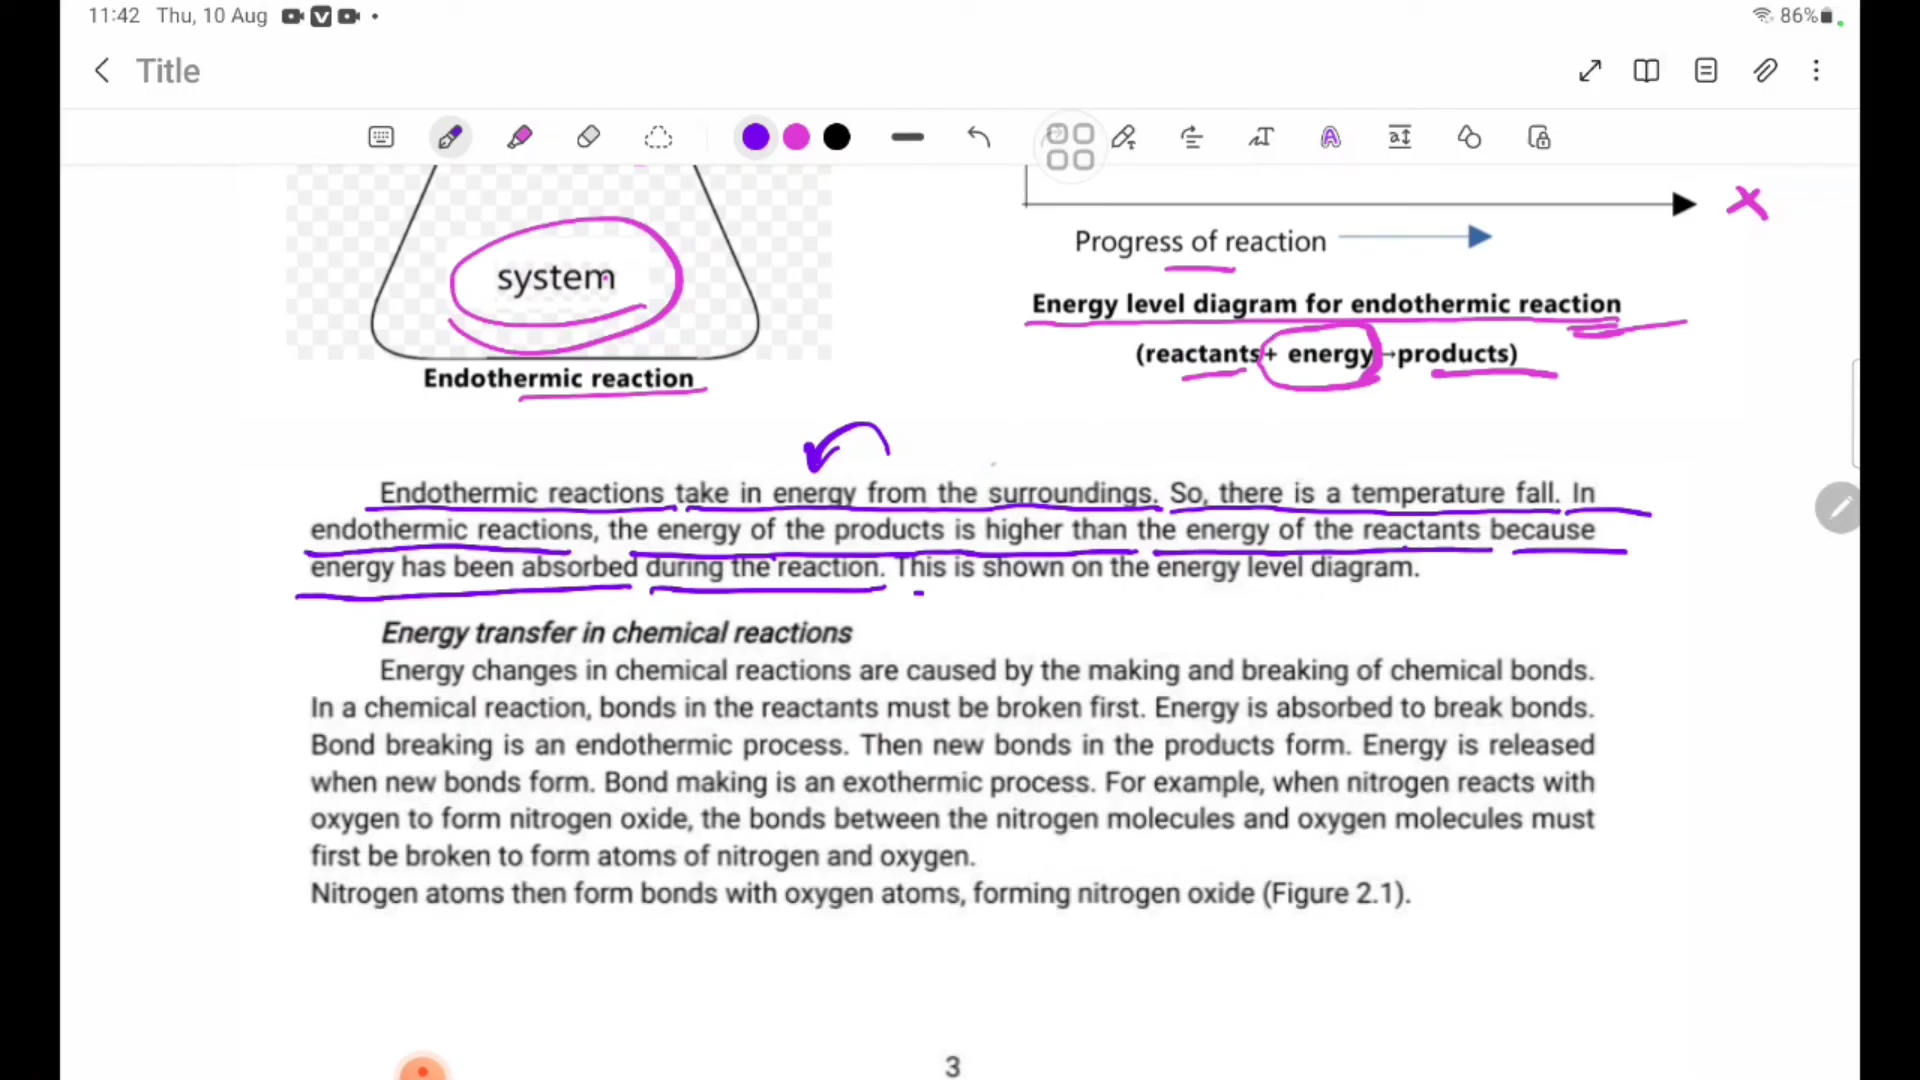 11:42 Thu, 10 Aug
86%
Title
system
Endothermic reaction
x
Progress of reaction
Energy level diagram for endothermic reaction
(reactants+ energy→products)
Endothermic reactions take in energy from the surroundings. So, there is a temperature fall. In
endothermic reactions, the energy of the products is higher than the energy of the reactants because
energy has been absorbed during the reaction. This is shown on the energy level diagram.
Energy transfer in chemical reactions
Energy changes in chemical reactions are caused by the making and breaking of chemical bonds.
In a chemical reaction, bonds in the reactants must be broken first. Energy is absorbed to break bonds.
Bond breaking is an endothermic process. Then new bonds in the products form. Energy is released
when new bonds form. Bond making is an exothermic process. For example, when nitrogen reacts with
oxygen to form nitrogen oxide, the bonds between the nitrogen molecules and oxygen molecules must
first be broken to form atoms of nitrogen and oxygen.
Nitrogen atoms then form bonds with oxygen atoms, forming nitrogen oxide (Figure 2.1).
3